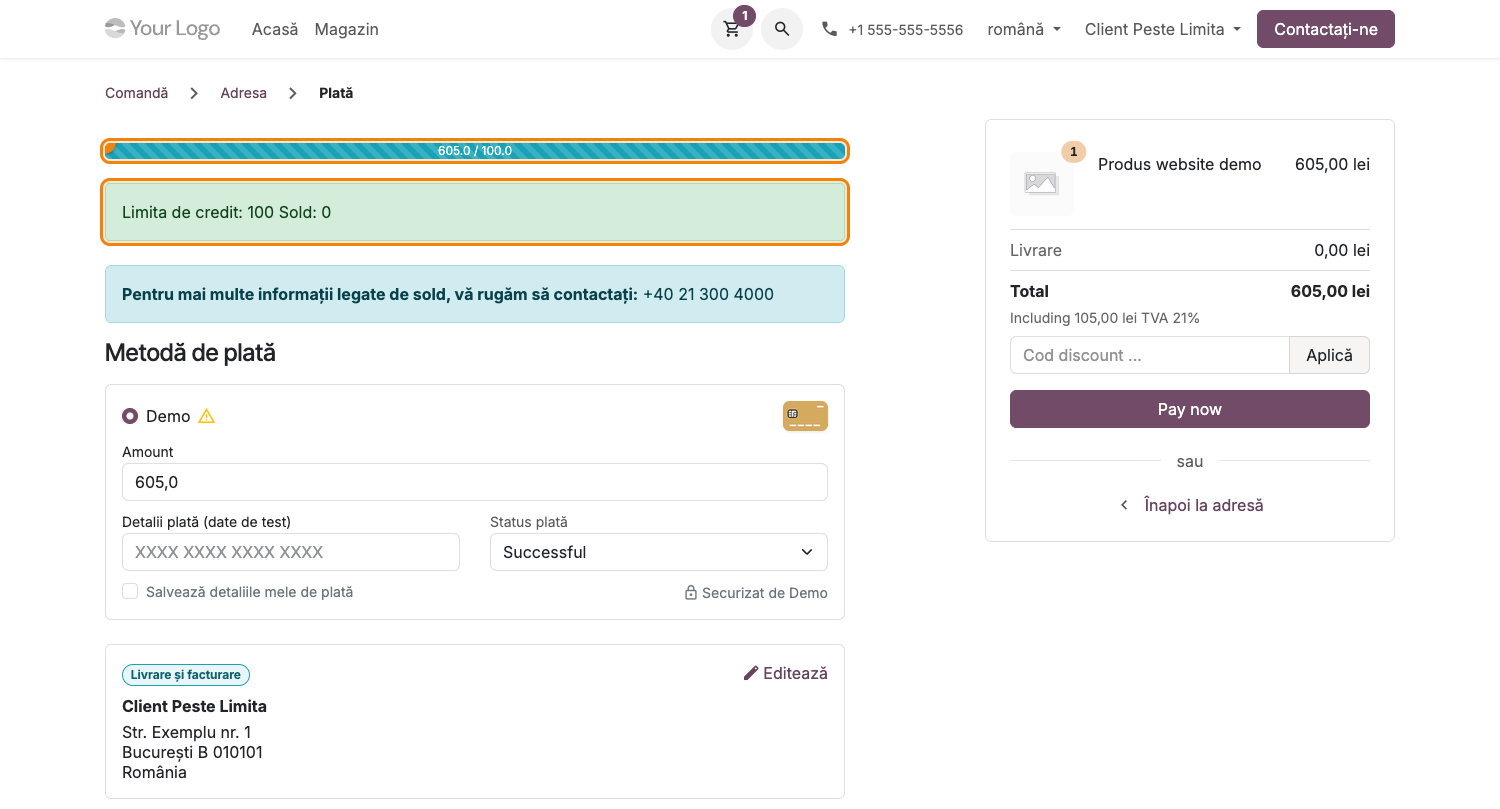 Your Logo
Acasă
Magazin
1
+1 555-555-5556
română
Client Peste Limita
Contactați-ne
Comandă
Adresa
Plată
605.0 / 100.0
Limita de credit: 100 Sold: 0
Pentru mai multe informații legate de sold, vă rugăm să contactați: +40 21 300 4000
Metodă de plată
Demo
Amount
605,0
Detalii plată (date de test)
Status plată
XXXX XXXX XXXX XXXX
Successful
Salvează detaliile mele de plată
Securizat de Demo
Livrare și facturare
Editează
Client Peste Limita
Str. Exemplu nr. 1
București B 010101
România
1
Produs website demo
605,00 lei
Livrare
0,00 lei
Total
605,00 lei
Including 105,00 lei TVA 21%
Cod discount ...
Aplică
Pay now
sau
Înapoi la adresă